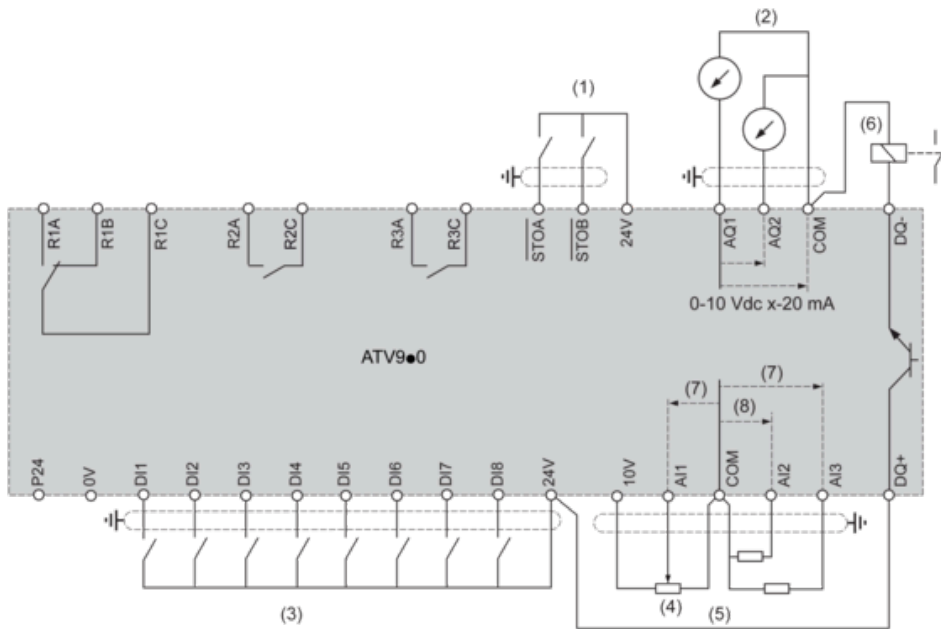 (1)
(2)
(6)
R1A
R1B
R1C
R2A
R2C
R3A
R3C
STOA
STOB
24V
AQ1
AQ2
COM
DQ-
0-10 Vdc x-20 mA
ATV9●0
(7)
(7)
(8)
P24
0V
DI1
DI2
DI3
DI4
DI5
DI6
DI7
DI8
24V
10V
AI1
COM
AI2
AI3
DQ+
(3)
(4)
(5)